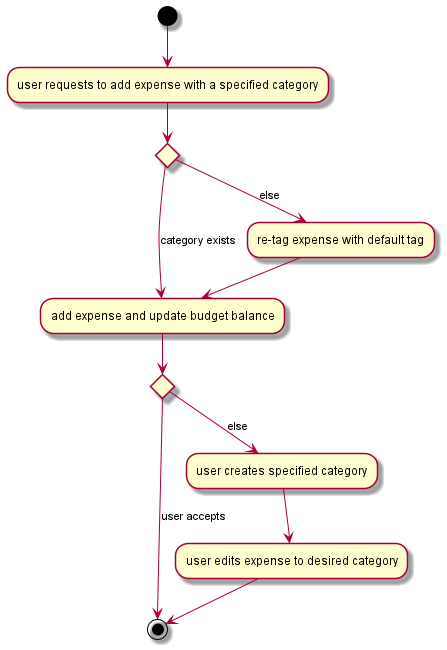 user requests to add expense with a specified category
else
category exists
re-tag expense with default tag
add expense and update budget balance
else
user creates specified category
user accepts
user edits expense to desired category